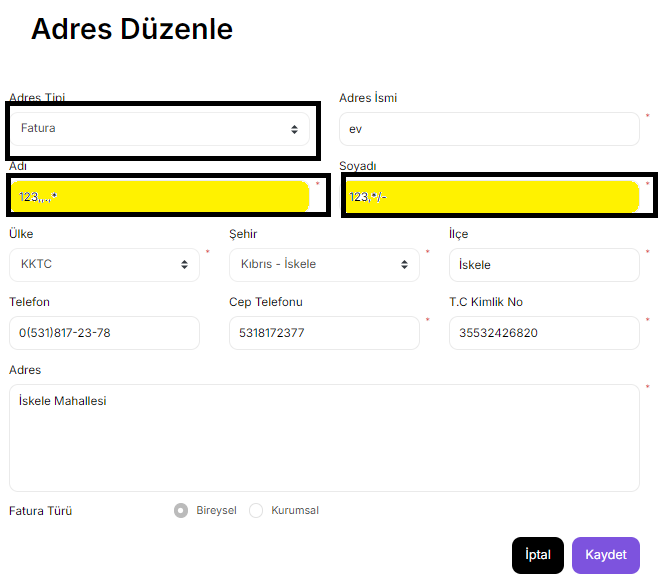 Adres Düzenle
Adres Tipi
Adres İsmi
Fatura
ev
*
Adı
Soyadı
123,,.,*
*
123,*/-
*
Ülke
Şehir
İlçe
KKTC
*
Kıbrıs - İskele
*
İskele
*
Telefon
Cep Telefonu
T.C Kimlik No
0(531)817-23-78
5318172377
*
35532426820
*
Adres
İskele Mahallesi
*
Fatura Türü
Bireysel
Kurumsal
İptal
Kaydet